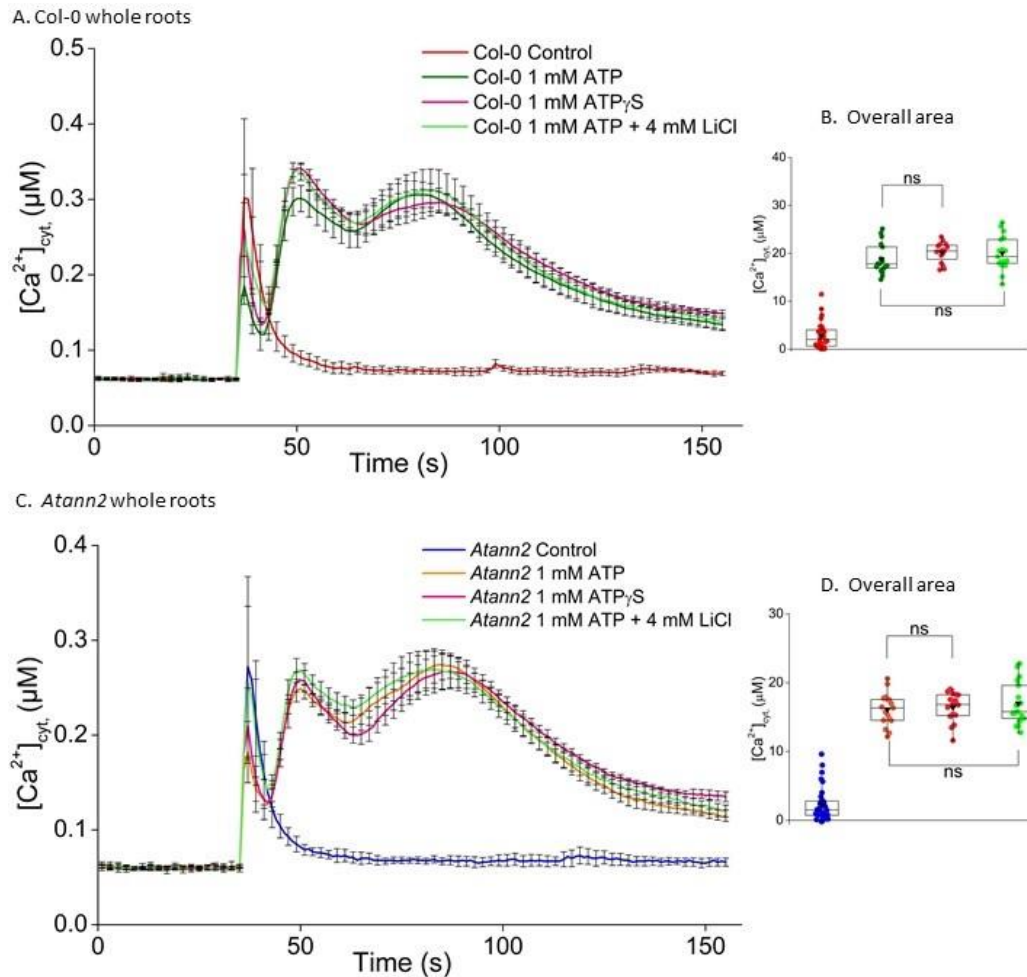 A. Col-0 whole roots
0.5
0.4
0.3
0.2
0.1
0.0
[Ca²⁺]cyt, (µM)
Col-0 Control
Col-0 1 mM ATP
Col-0 1 mM ATPγS
Col-0 1 mM ATP + 4 mM LiCl
0 50 100 150
Time (s)
B. Overall area
40
30
20
10
0
[Ca²⁺]cyt, (µM)
ns
ns
C. Atann2 whole roots
0.4
0.3
0.2
0.1
0.0
[Ca²⁺]cyt, (µM)
Atann2 Control
Atann2 1 mM ATP
Atann2 1 mM ATPγS
Atann2 1 mM ATP + 4 mM LiCl
0 50 100 150
Time (s)
D. Overall area
30
20
10
0
[Ca²⁺]cyt, (µM)
ns
ns